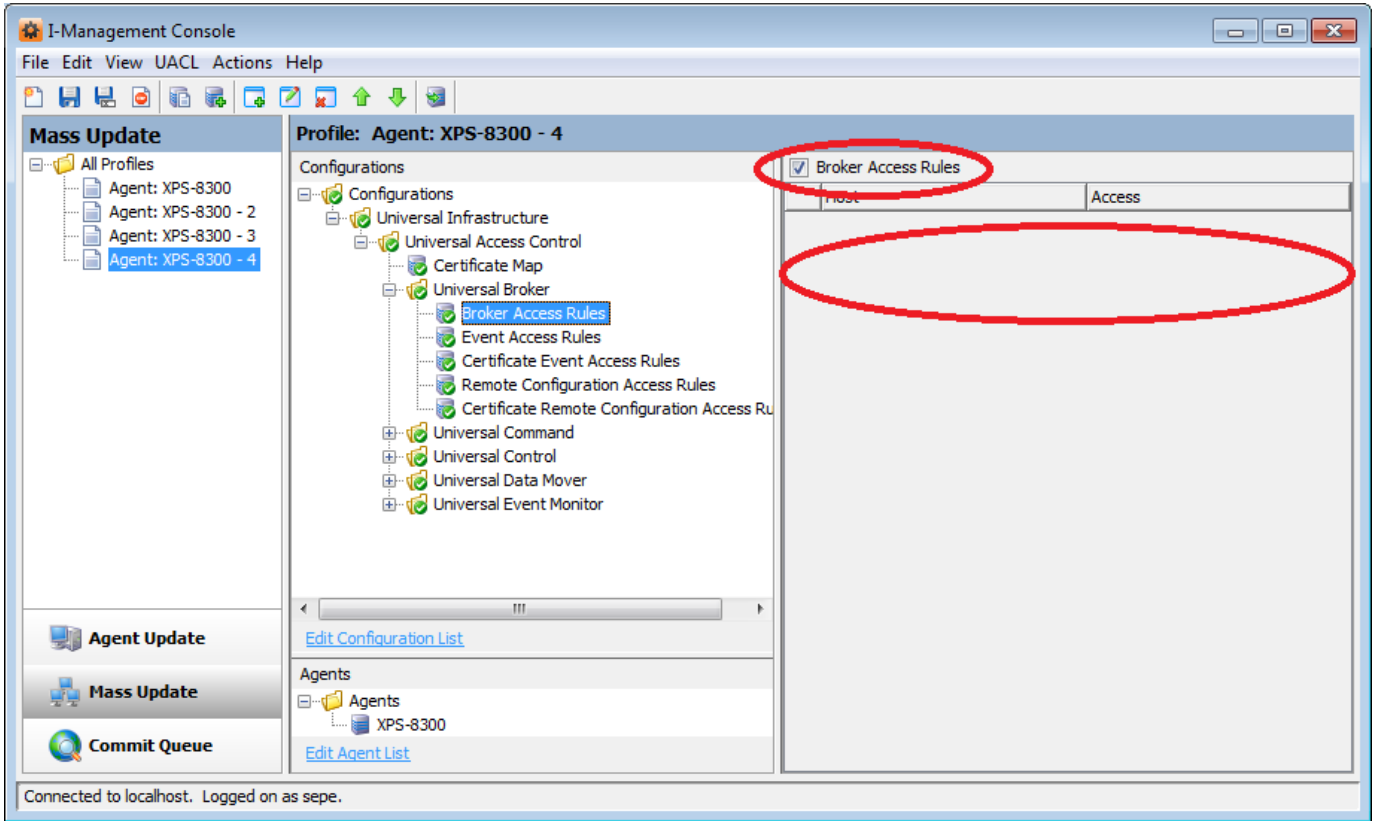 I-Management Console
File Edit View UACL Actions Help
Mass Update
All Profiles
Agent: XPS-8300
Agent: XPS-8300 - 2
Agent: XPS-8300 - 3
Agent: XPS-8300 - 4
Agent Update
Mass Update
Commit Queue
Profile: Agent: XPS-8300 - 4
Configurations
Configurations
Universal Infrastructure
Universal Access Control
Certificate Map
Universal Broker
Broker Access Rules
Event Access Rules
Certificate Event Access Rules
Remote Configuration Access Rules
Certificate Remote Configuration Access Ru
Universal Command
Universal Control
Universal Data Mover
Universal Event Monitor
Edit Configuration List
Agents
Agents
XPS-8300
Edit Agent List
Broker Access Rules
Host Access
Connected to localhost. Logged on as sepe.